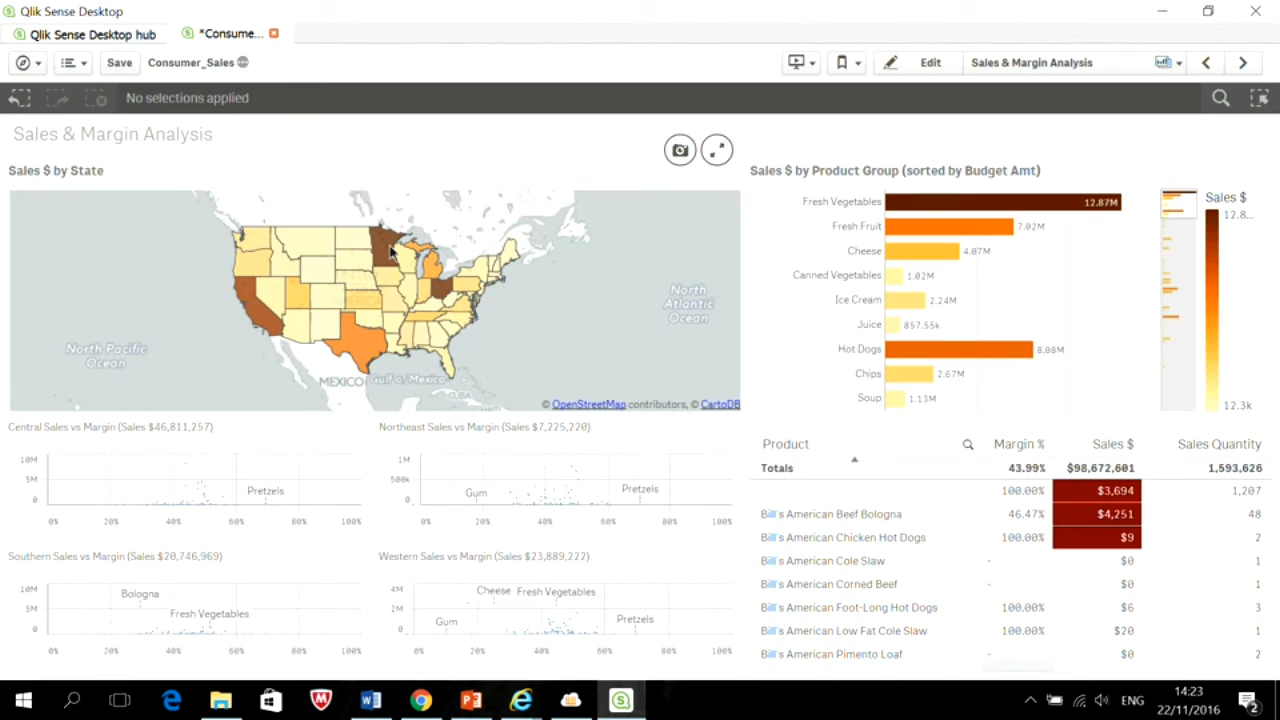 Qlik Sense Desktop
Qlik Sense Desktop hub
*Consume...
Save
Consumer_Sales
Edit
Sales & Margin Analysis
No selections applied
Sales & Margin Analysis
Sales $ by State
North Pacific
Ocean
North
Atlantic
Ocean
MEXICO
Gulf of Mexico
CUBA
© OpenStreetMap contributors, © CartoDB
Sales $ by Product Group (sorted by Budget Amt)
Fresh Vegetables 12.87M
Fresh Fruit 7.02M
Cheese 4.07M
Canned Vegetables 1.02M
Ice Cream 2.24M
Juice 857.55k
Hot Dogs 8.08M
Chips 2.67M
Soup 1.13M
Sales $
12.8...
12.3k
Central Sales vs Margin (Sales $46,811,257)
10M
5M
0
Pretzels
0% 20% 40% 60% 80% 100%
Northeast Sales vs Margin (Sales $7,225,220)
1M
500k
0
Gum
Pretzels
0% 20% 40% 60% 80% 100%
Southern Sales vs Margin (Sales $20,746,969)
10M
5M
0
Bologna
Fresh Vegetables
0% 20% 40% 60% 80% 100%
Western Sales vs Margin (Sales $23,889,222)
4M
2M
0
Cheese Fresh Vegetables
Gum
Pretzels
0% 20% 40% 60% 80% 100%
Product Margin % Sales $ Sales Quantity
Totals 43.99% $98,672,601 1,593,626
100.00% $3,694 1,207
Bill's American Beef Bologna 46.47% $4,251 48
Bill's American Chicken Hot Dogs 100.00% $9 2
Bill's American Cole Slaw - $0 1
Bill's American Corned Beef - $0 1
Bill's American Foot-Long Hot Dogs 100.00% $6 3
Bill's American Low Fat Cole Slaw 100.00% $20 1
Bill's American Pimento Loaf - $0 2
ENG
14:23
22/11/2016
2